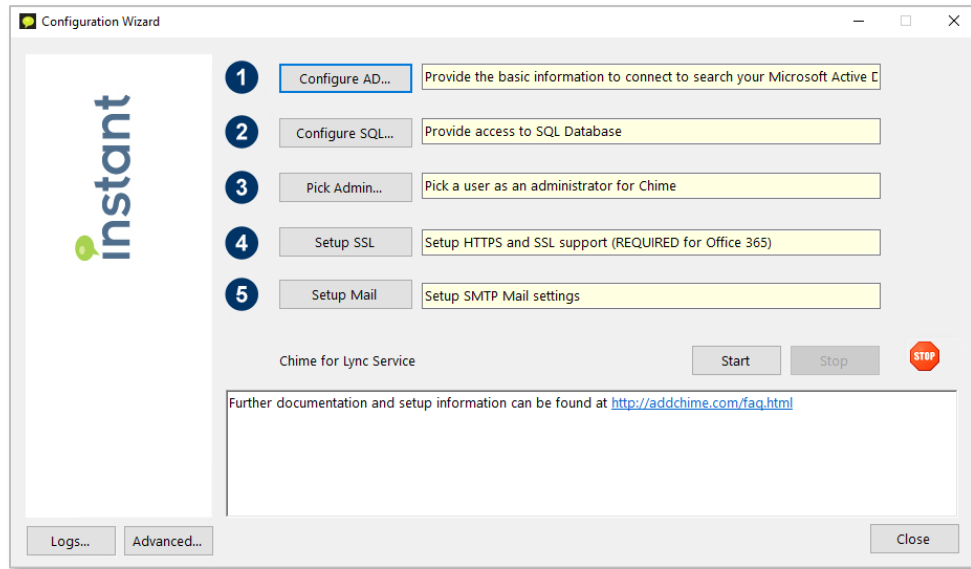 Configuration Wizard
instant
1 Configure AD... Provide the basic information to connect to search your Microsoft Active D
2 Configure SQL... Provide access to SQL Database
3 Pick Admin... Pick a user as an administrator for Chime
4 Setup SSL Setup HTTPS and SSL support (REQUIRED for Office 365)
5 Setup Mail Setup SMTP Mail settings
Chime for Lync Service Start Stop STOP
Further documentation and setup information can be found at http://addchime.com/faq.html
Logs... Advanced... Close